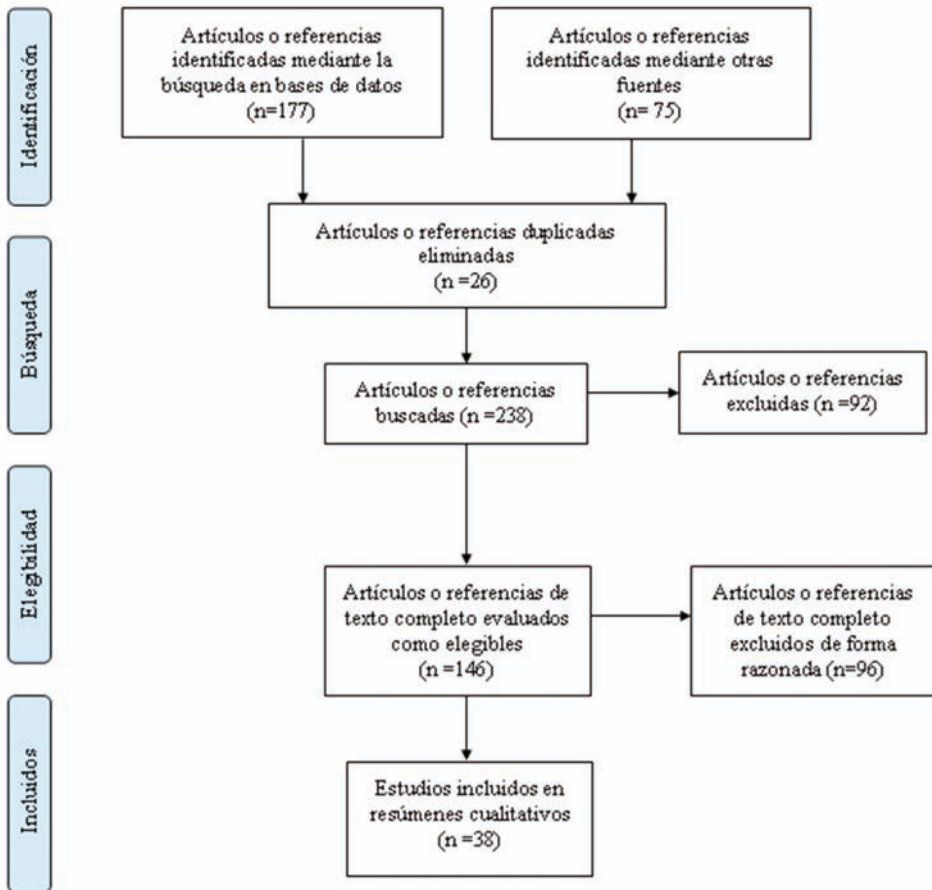 Identificación
Artículos o referencias
identificadas mediante la
búsqueda en bases de datos
(n=177)
Artículos o referencias
identificadas mediante otras
fuentes
(n= 75)
Artículos o referencias duplicadas
eliminadas
(n =26)
Búsqueda
Artículos o referencias
buscadas (n =238)
Artículos o referencias
excluidas (n =92)
Elegibilidad
Artículos o referencias de
texto completo evaluados
como elegibles
(n =146)
Artículos o referencias
de texto completo
excluidos de forma
razonada (n=96)
Incluidos
Estudios incluidos en
resúmenes cualitativos
(n =38)